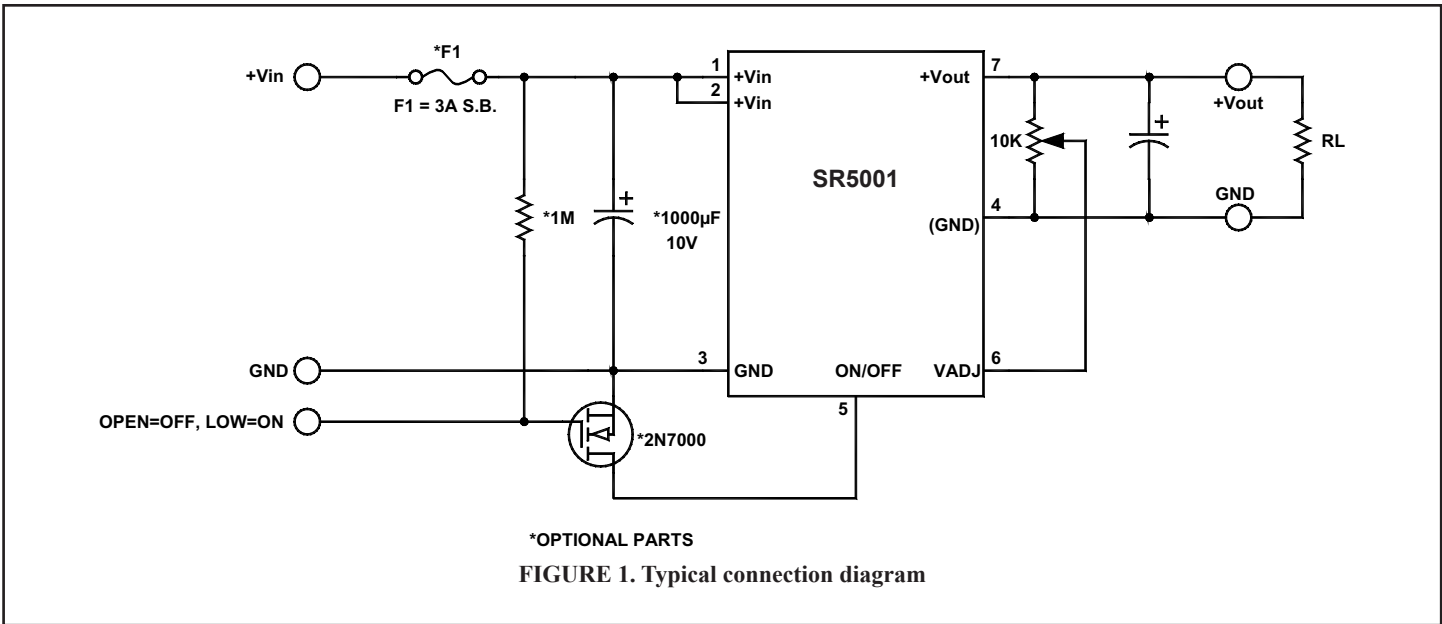 *F1
+Vin
F1 = 3A S.B.
1
+Vin
2
+Vin
+Vout
7
+Vout
10K
+
RL
SR5001
*1M
+
*1000µF
10V
GND
4
(GND)
GND
3
GND
ON/OFF
VADJ
6
5
OPEN=OFF, LOW=ON
*2N7000
*OPTIONAL PARTS
FIGURE 1. Typical connection diagram